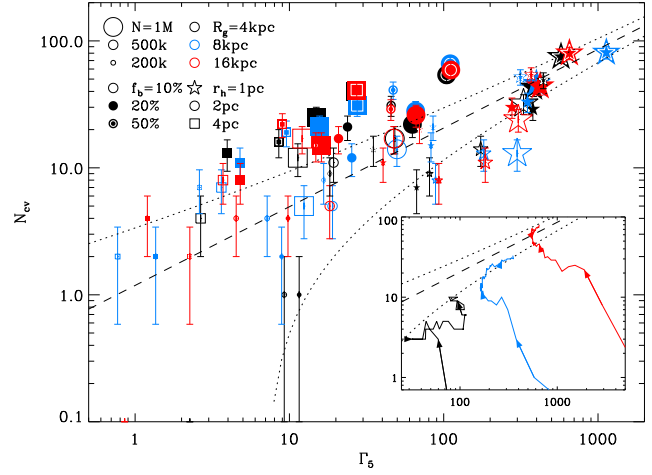 N=1M
500k
200k
R_g=4kpc
8kpc
16kpc
f_b=10%
20%
50%
r_h=1pc
2pc
4pc
100.0
10.0
1.0
0.1
N_cv
100
10
1
100
1000
1
10
100
1000
Γ_5